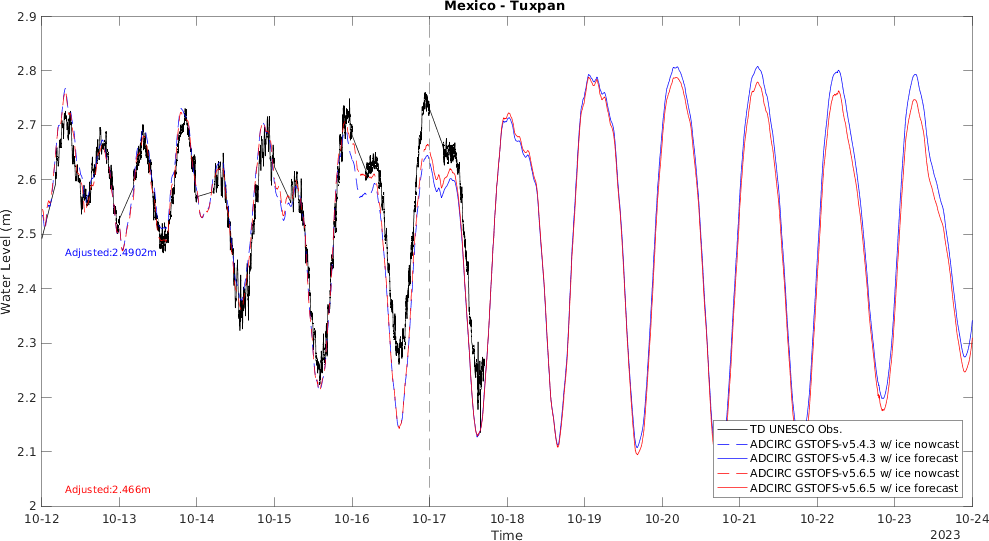 Mexico - Tuxpan
2.9
2.8
2.7
2.6
2.5
2.4
2.3
2.2
2.1
2
Water Level (m)
Adjusted:2.4902m
Adjusted:2.466m
TD UNESCO Obs.
ADCIRC GSTOFS-v5.4.3 w/ ice nowcast
ADCIRC GSTOFS-v5.4.3 w/ ice forecast
ADCIRC GSTOFS-v5.6.5 w/ ice nowcast
ADCIRC GSTOFS-v5.6.5 w/ ice forecast
10-12 10-13 10-14 10-15 10-16 10-17 10-18 10-19 10-20 10-21 10-22 10-23 10-24
Time
2023